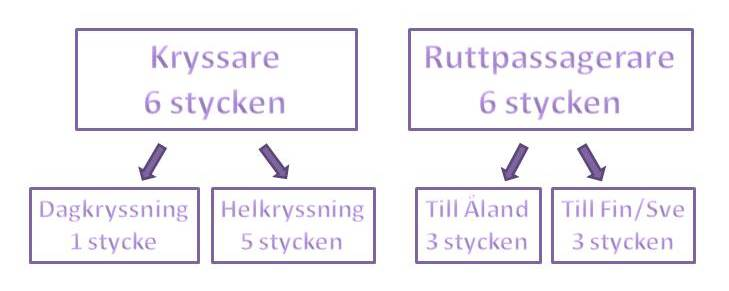 Kryssare
6 stycken
Ruttpassagerare
6 stycken
Dagkryssning
1 stycke
Helkryssning
5 stycken
Till Åland
3 stycken
Till Fin/Sve
3 stycken